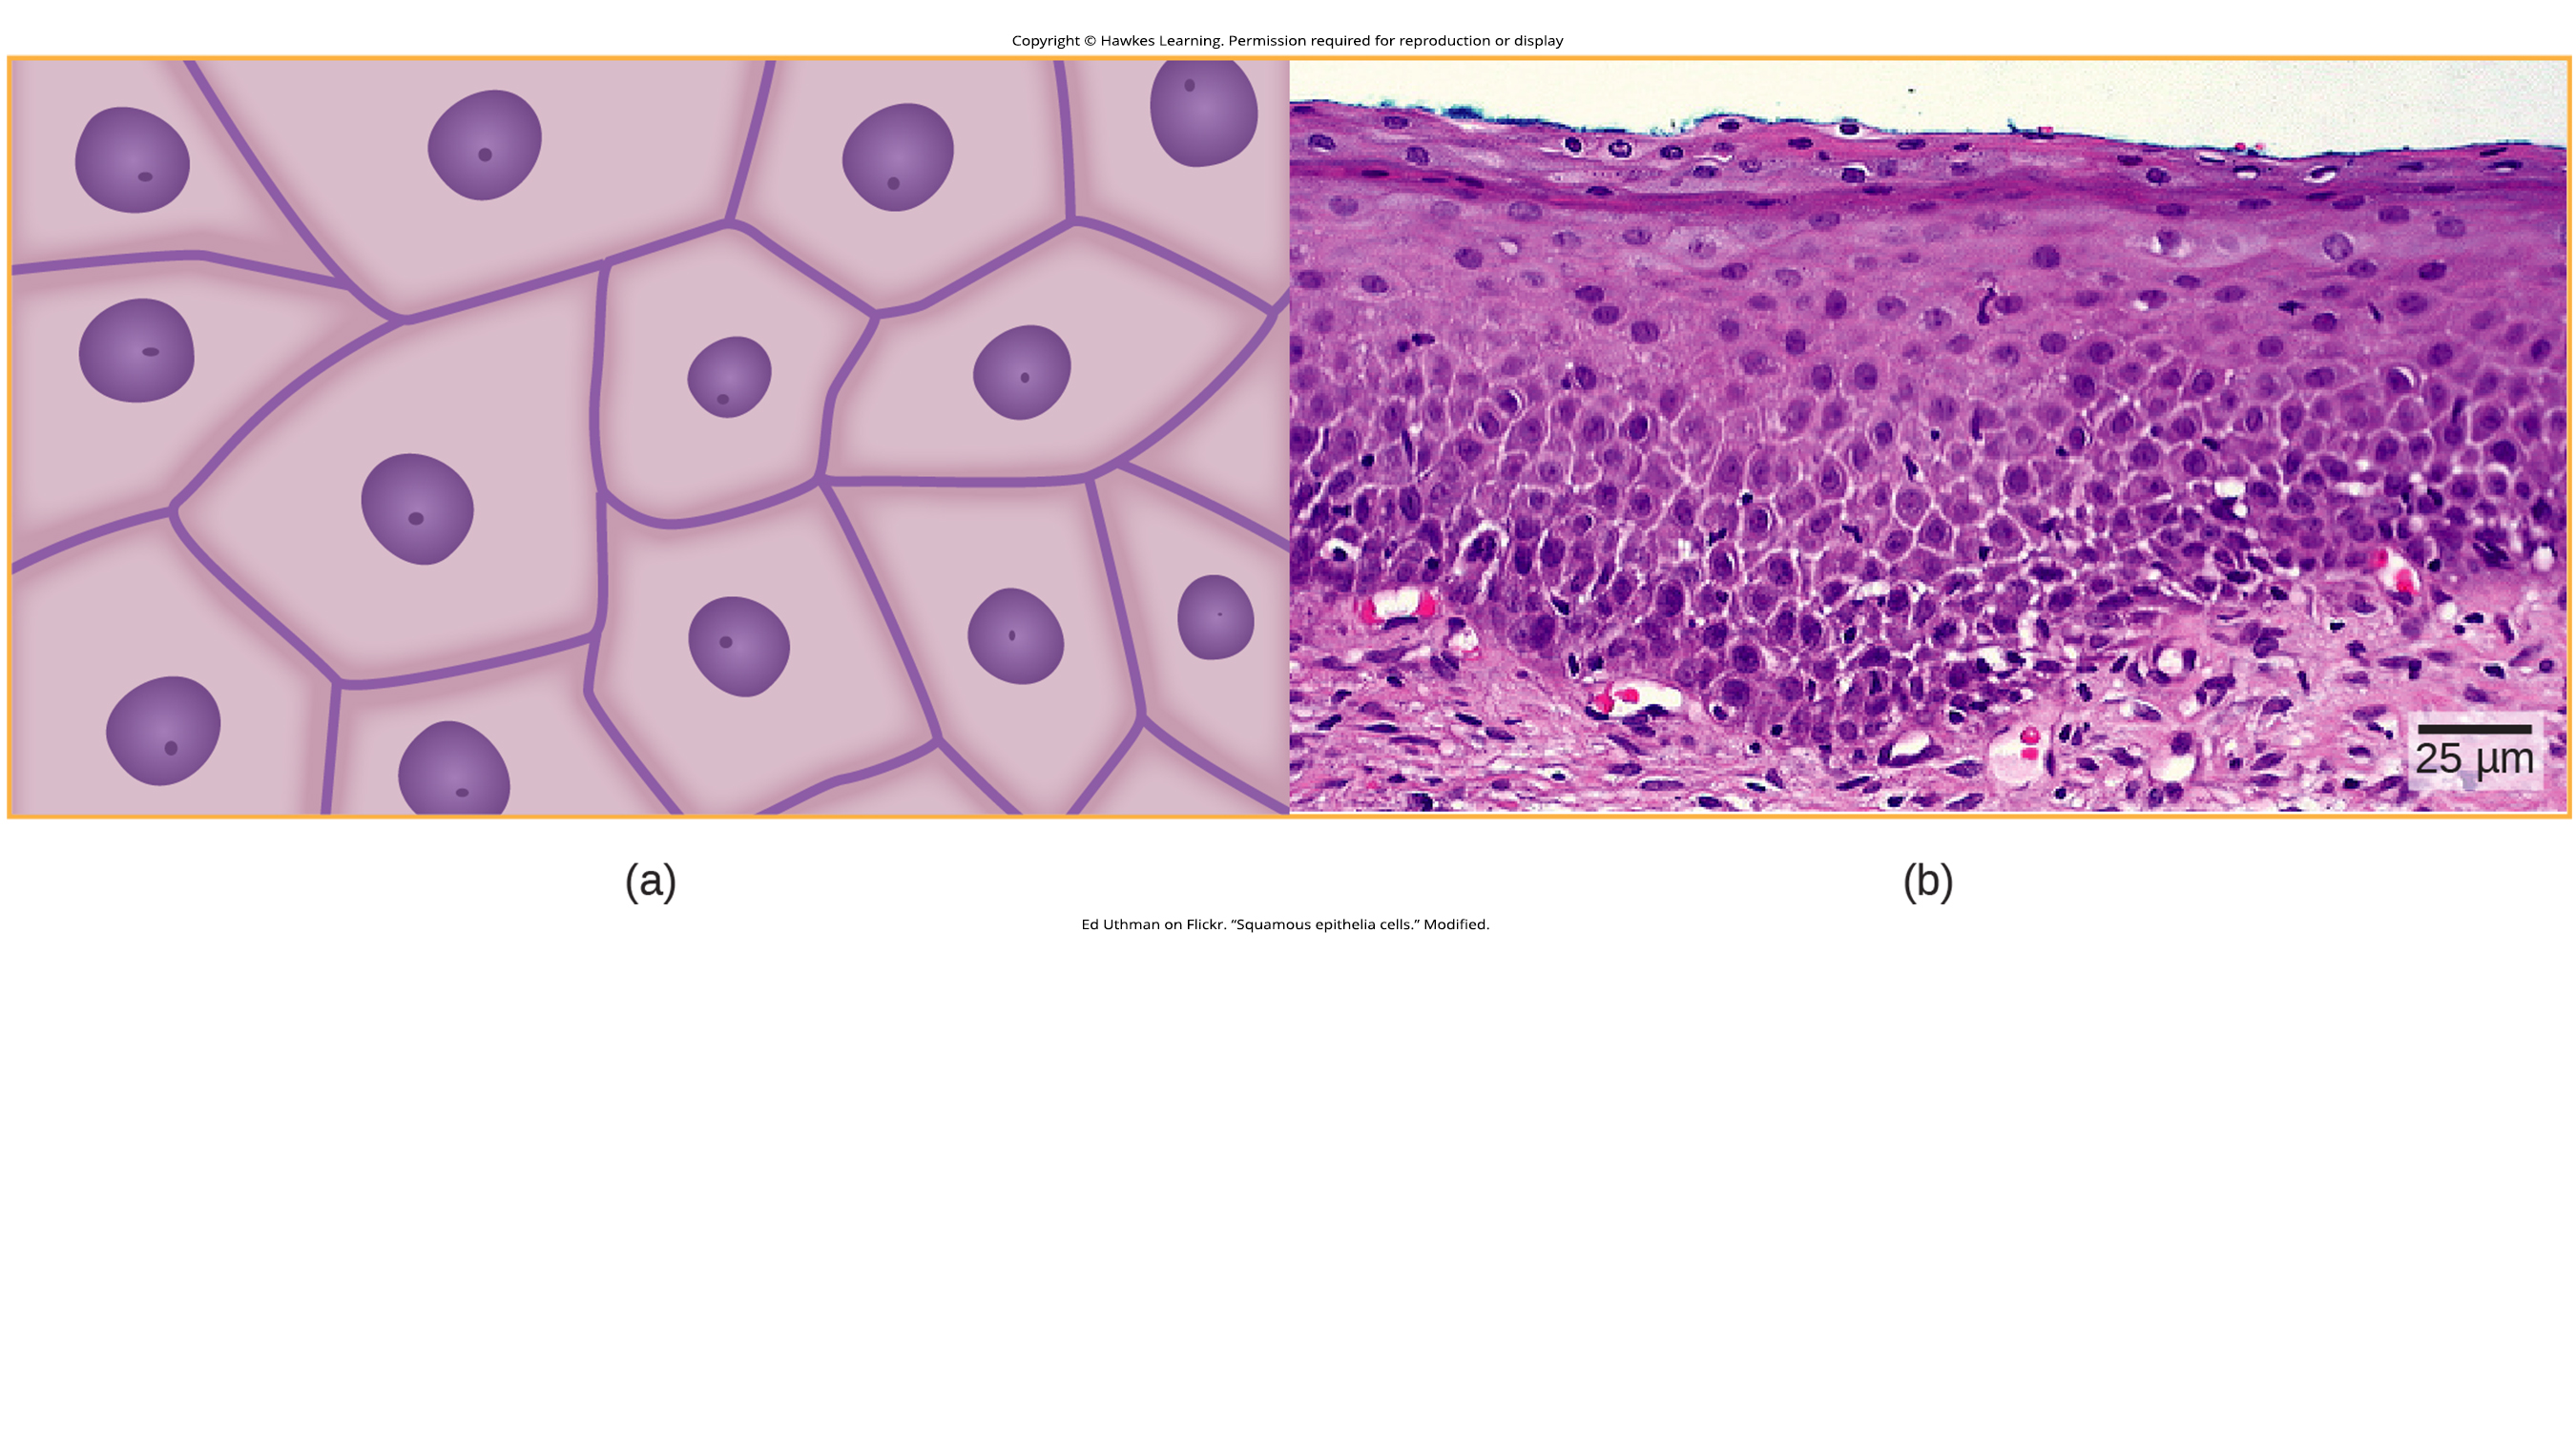 Copyright © Hawkes Learning. Permission required for reproduction or display
25 µm
(a)
(b)
Ed Uthman on Flickr. “Squamous epithelia cells.” Modified.